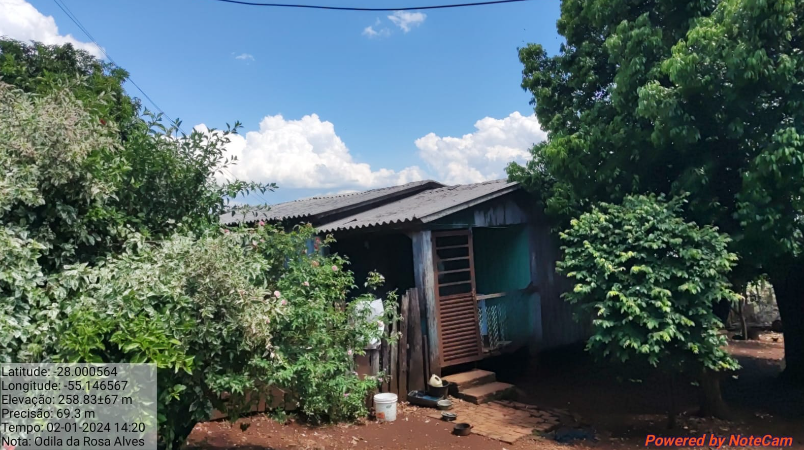 Latitude: -28.000564
Longitude: -55.146567
Elevação: 258.83±67 m
Precisão: 69.3 m
Tempo: 02-01-2024 14:20
Nota: Odila da Rosa Alves
Powered by NoteCam